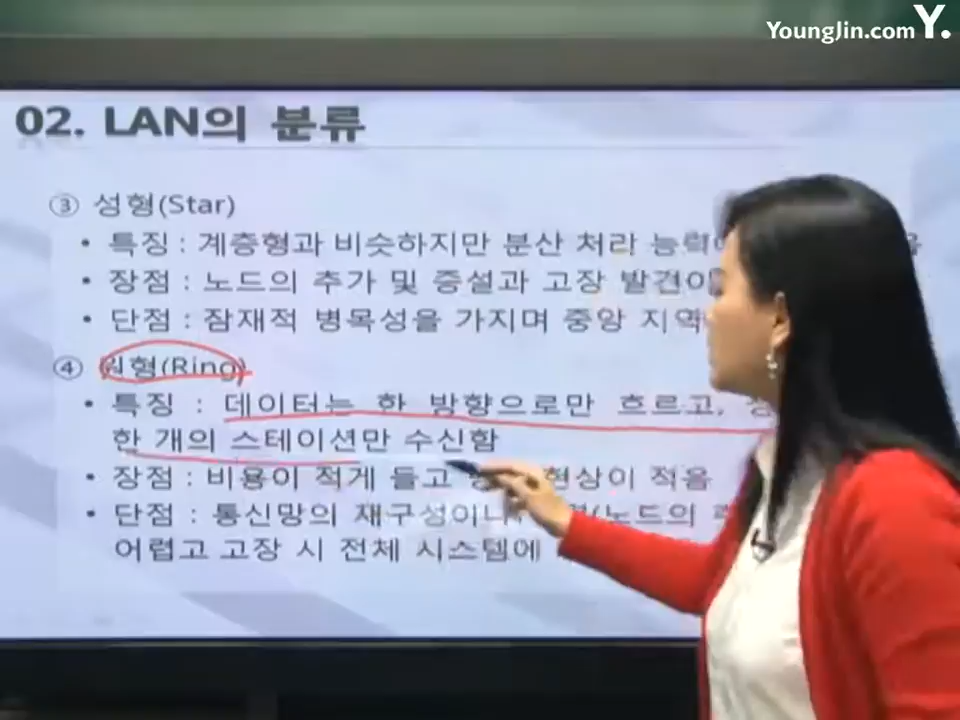 YoungJin.com Y.
02. LAN의 분류
③ 성형(Star)
• 특징 : 계층형과 비슷하지만 분산 처리 능력
• 장점 : 노드의 추가 및 증설과 고장 발견이
• 단점 : 잠재적 병목성을 가지며 중앙 지역
④ 원형(Ring)
• 특징 : 데이터는 한 방향으로만 흐르고,
한 개의 스테이션만 수신함
• 장점 : 비용이 적게 들고 현상이 적음
• 단점 : 통신망의 재구성이나 (노드의
어렵고 고장 시 전체 시스템에